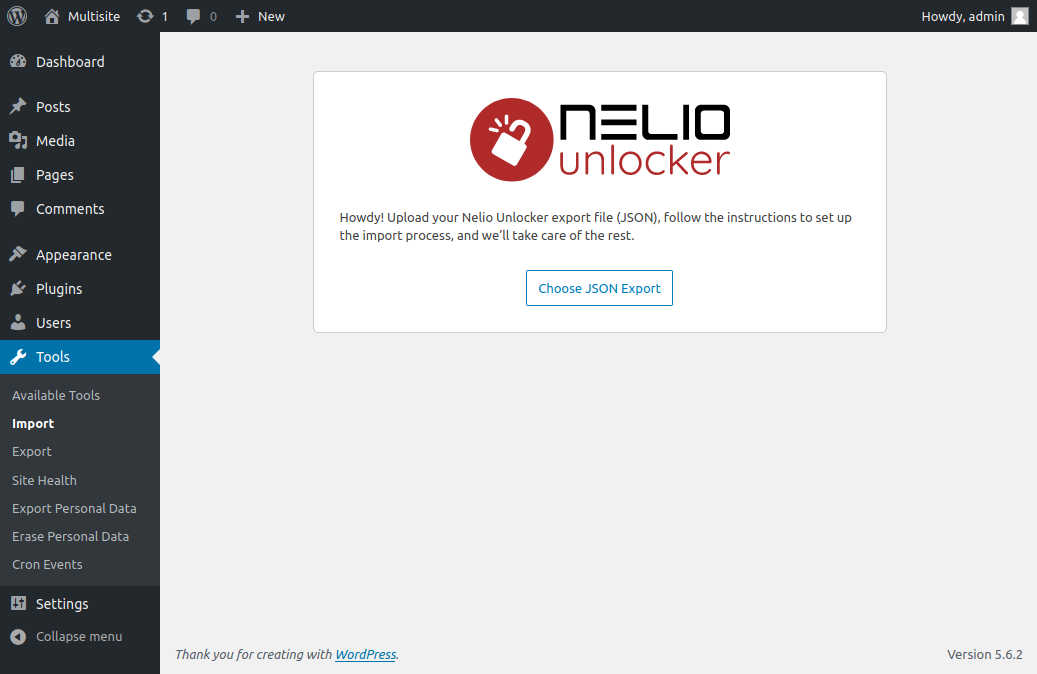 Multisite 1 0 New Howdy, admin
Dashboard
Posts
Media
Pages
Comments
Appearance
Plugins
Users
Tools
Available Tools
Import
Export
Site Health
Export Personal Data
Erase Personal Data
Cron Events
Settings
Collapse menu
NELIO
unlocker
Howdy! Upload your Nelio Unlocker export file (JSON), follow the instructions to set up
the import process, and we’ll take care of the rest.
Choose JSON Export
Thank you for creating with WordPress. Version 5.6.2